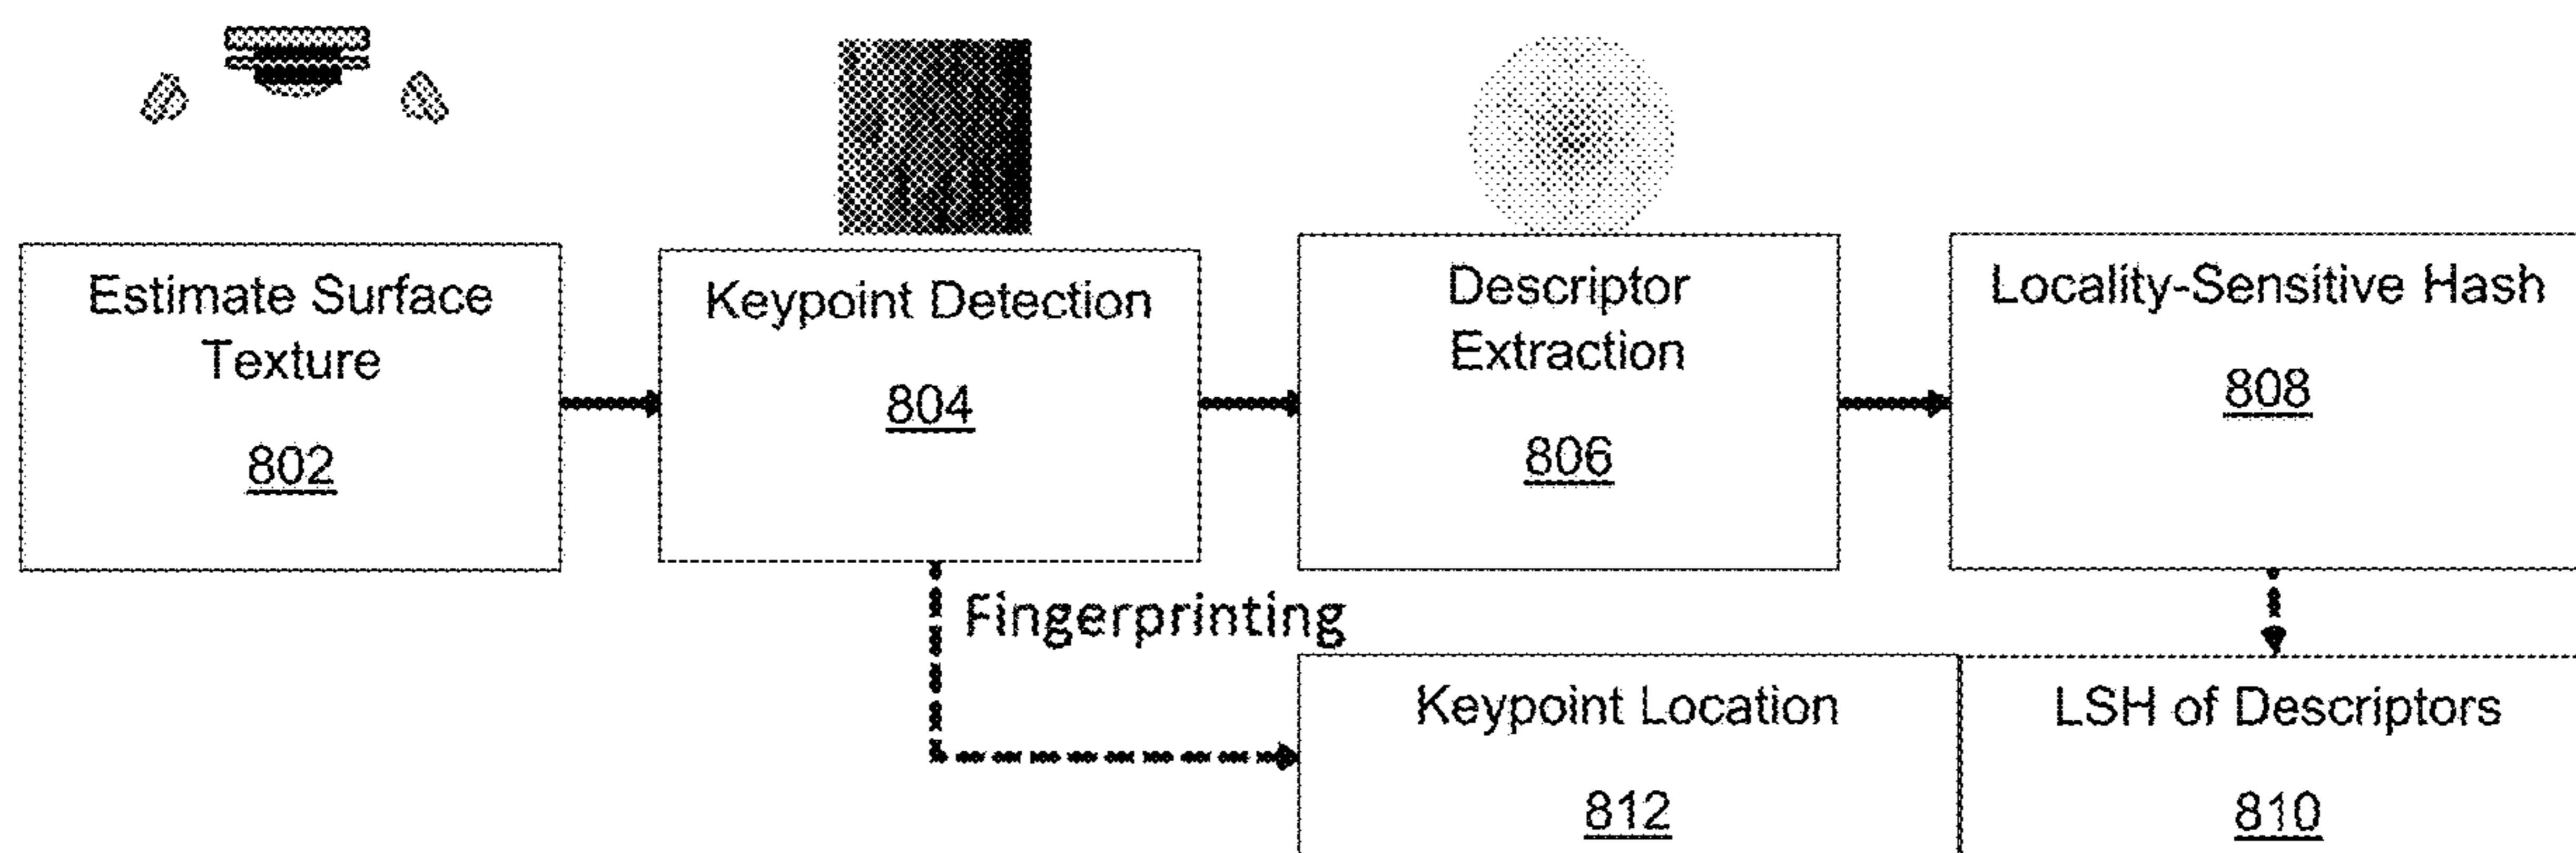 Estimate Surface
Texture
802
Keypoint Detection
804
Descriptor
Extraction
806
Locality-Sensitive Hash
808
Fingerprinting
Keypoint Location
812
LSH of Descriptors
810